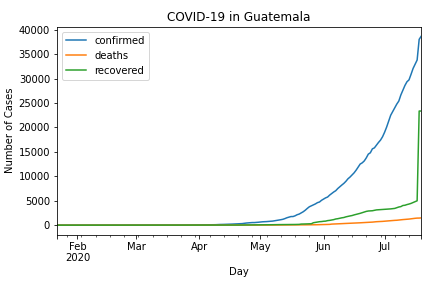 COVID-19 in Guatemala
confirmed
deaths
recovered
40000
35000
30000
25000
20000
15000
10000
5000
0
Number of Cases
Feb
2020
Mar
Apr
May
Jun
Jul
Day